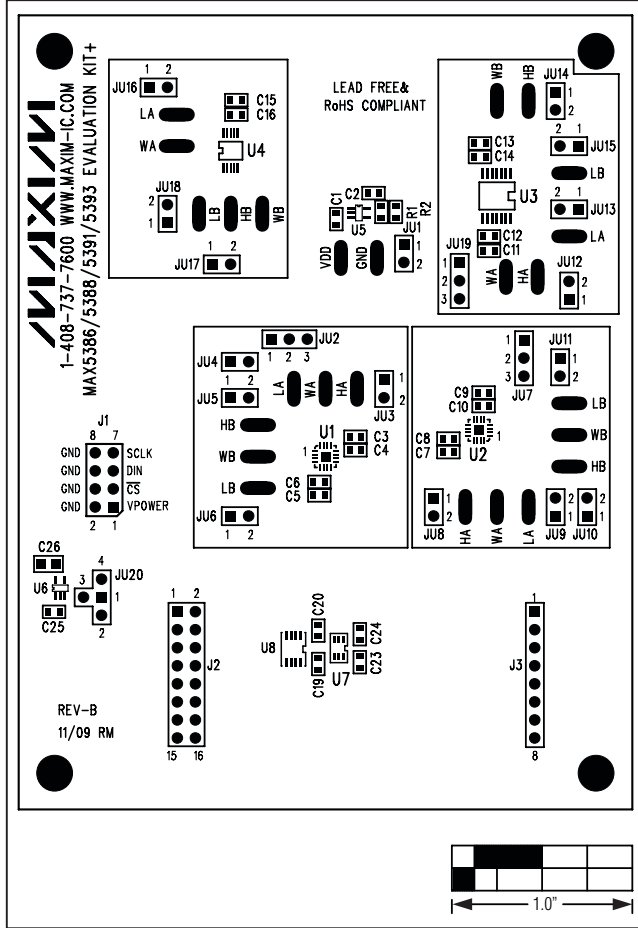 MAXIM
1-408-737-7600 WWW.MAXIM-IC.COM
MAX5386/5388/5391/5393 EVALUATION KIT+
LEAD FREE&
RoHS COMPLIANT
1 2
JU16
LA
WA
C15
C16
U4
JU18
2
1
LB
HB
WB
1 2
JU17
C2
C1
U5
R1
R2
VDD
GND
JU1
1
2
WB
HB
JU14
1
2
C13
C14
2 1
JU15
LB
U3
2 1
JU13
LA
C12
C11
JU19
1
2
3
WA
HA
JU12
2
1
JU2
1 2 3
JU4
1 2
JU5
1 2
LA
WA
HA
1
2
JU3
HB
WB
LB
U1
1
C3
C4
C6
C5
JU6
1 2
1
2
3
JU7
JU11
1
2
C9
C10
LB
WB
HB
C8
C7
1
U2
1
2
JU8
HA
WA
LA
2
1
JU9
2
1
JU10
J1
8 7
GND SCLK
GND DIN
GND CS
GND VPOWER
2 1
C26
U6
C25
4
3
JU20
1
2
1 2
J2
15 16
C20
U8
C19
U7
C24
C23
1
J3
8
REV-B
11/09 RM
1.0"